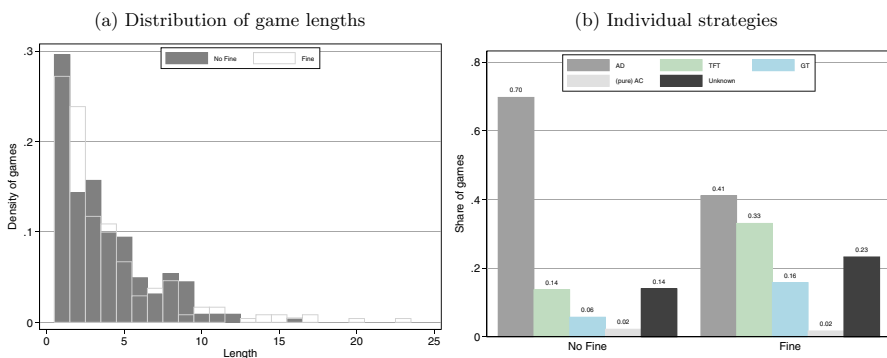 (a) Distribution of game lengths
.3
.2
.1
0
Density of games
No Fine
Fine
0 5 10 15 20 25
Length
(b) Individual strategies
.8
.6
.4
.2
0
Share of games
AD TFT GT
(pure) AC Unknown
0.70
0.14
0.06
0.02
0.14
0.41
0.33
0.16
0.02
0.23
No Fine Fine